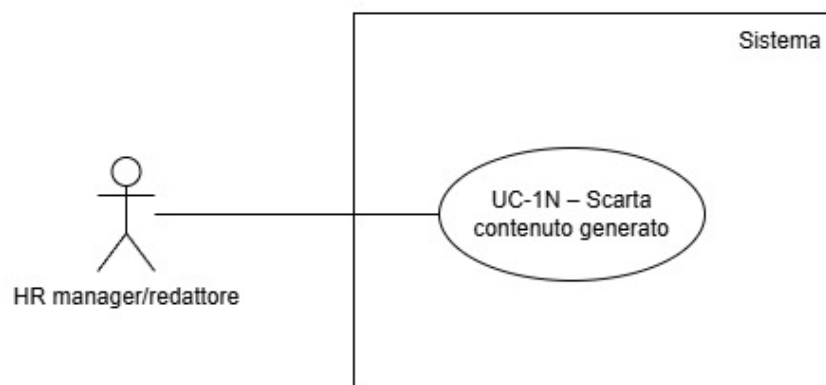 Sistema
UC-1N – Scarta
contenuto generato
HR manager/redattore